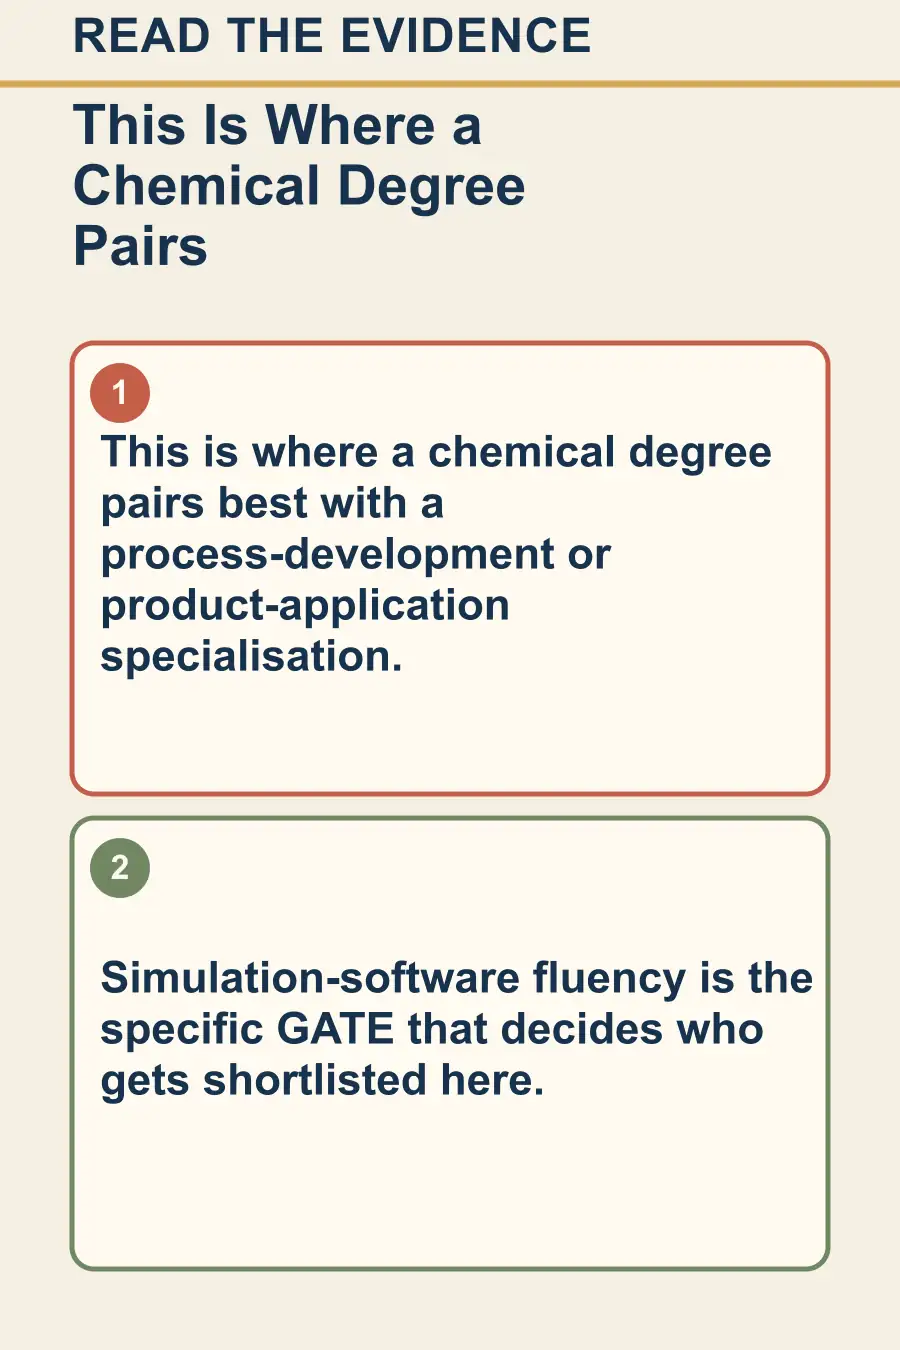 READ THE EVIDENCE
This Is Where a
Chemical Degree
Pairs
1
This is where a chemical degree
pairs best with a
process-development or
product-application
specialisation.
2
Simulation-software fluency is the
specific GATE that decides who
gets shortlisted here.